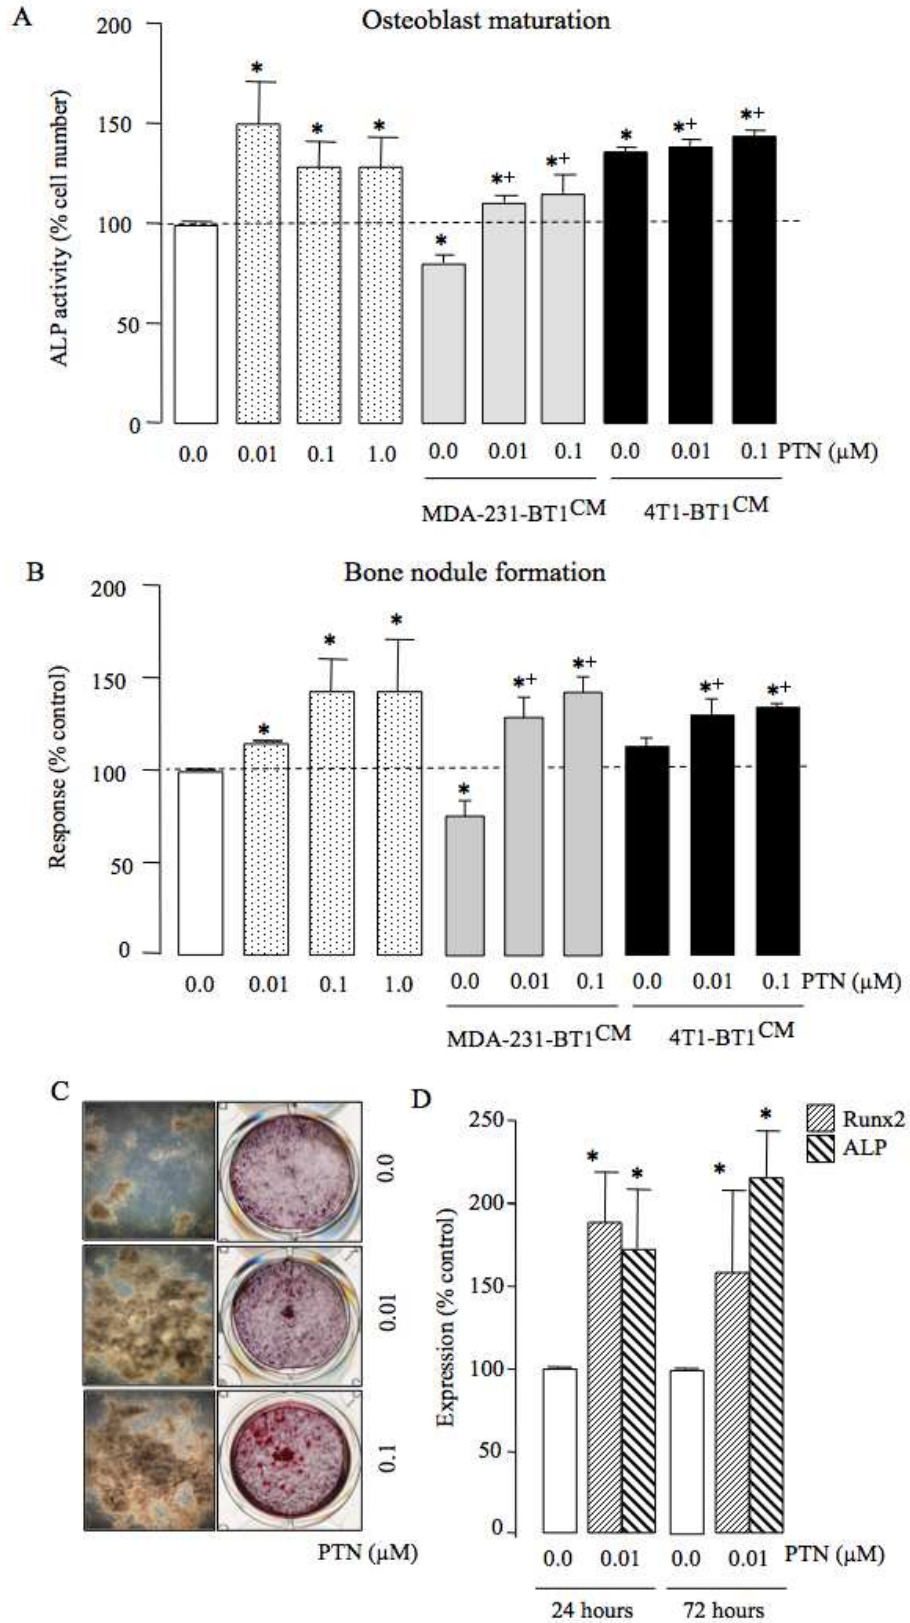 A
Osteoblast maturation
ALP activity (% cell number)
200
150
100
50
0
*
*
*
*
*+
*+
*
*+
*+
0.0 0.01 0.1 1.0 0.0 0.01 0.1 0.0 0.01 0.1 PTN (μM)
MDA-231-BT1CM 4T1-BT1CM
B
Bone nodule formation
Response (% control)
200
150
100
50
0
*
*
*
*
*+
*+
*+
*+
0.0 0.01 0.1 1.0 0.0 0.01 0.1 0.0 0.01 0.1 PTN (μM)
MDA-231-BT1CM 4T1-BT1CM
C
0.0
0.01
0.1
PTN (μM)
D
Expression (% control)
250
200
150
100
50
0
*
*
*
*
Runx2
ALP
0.0 0.01 0.0 0.01 PTN (μM)
24 hours 72 hours